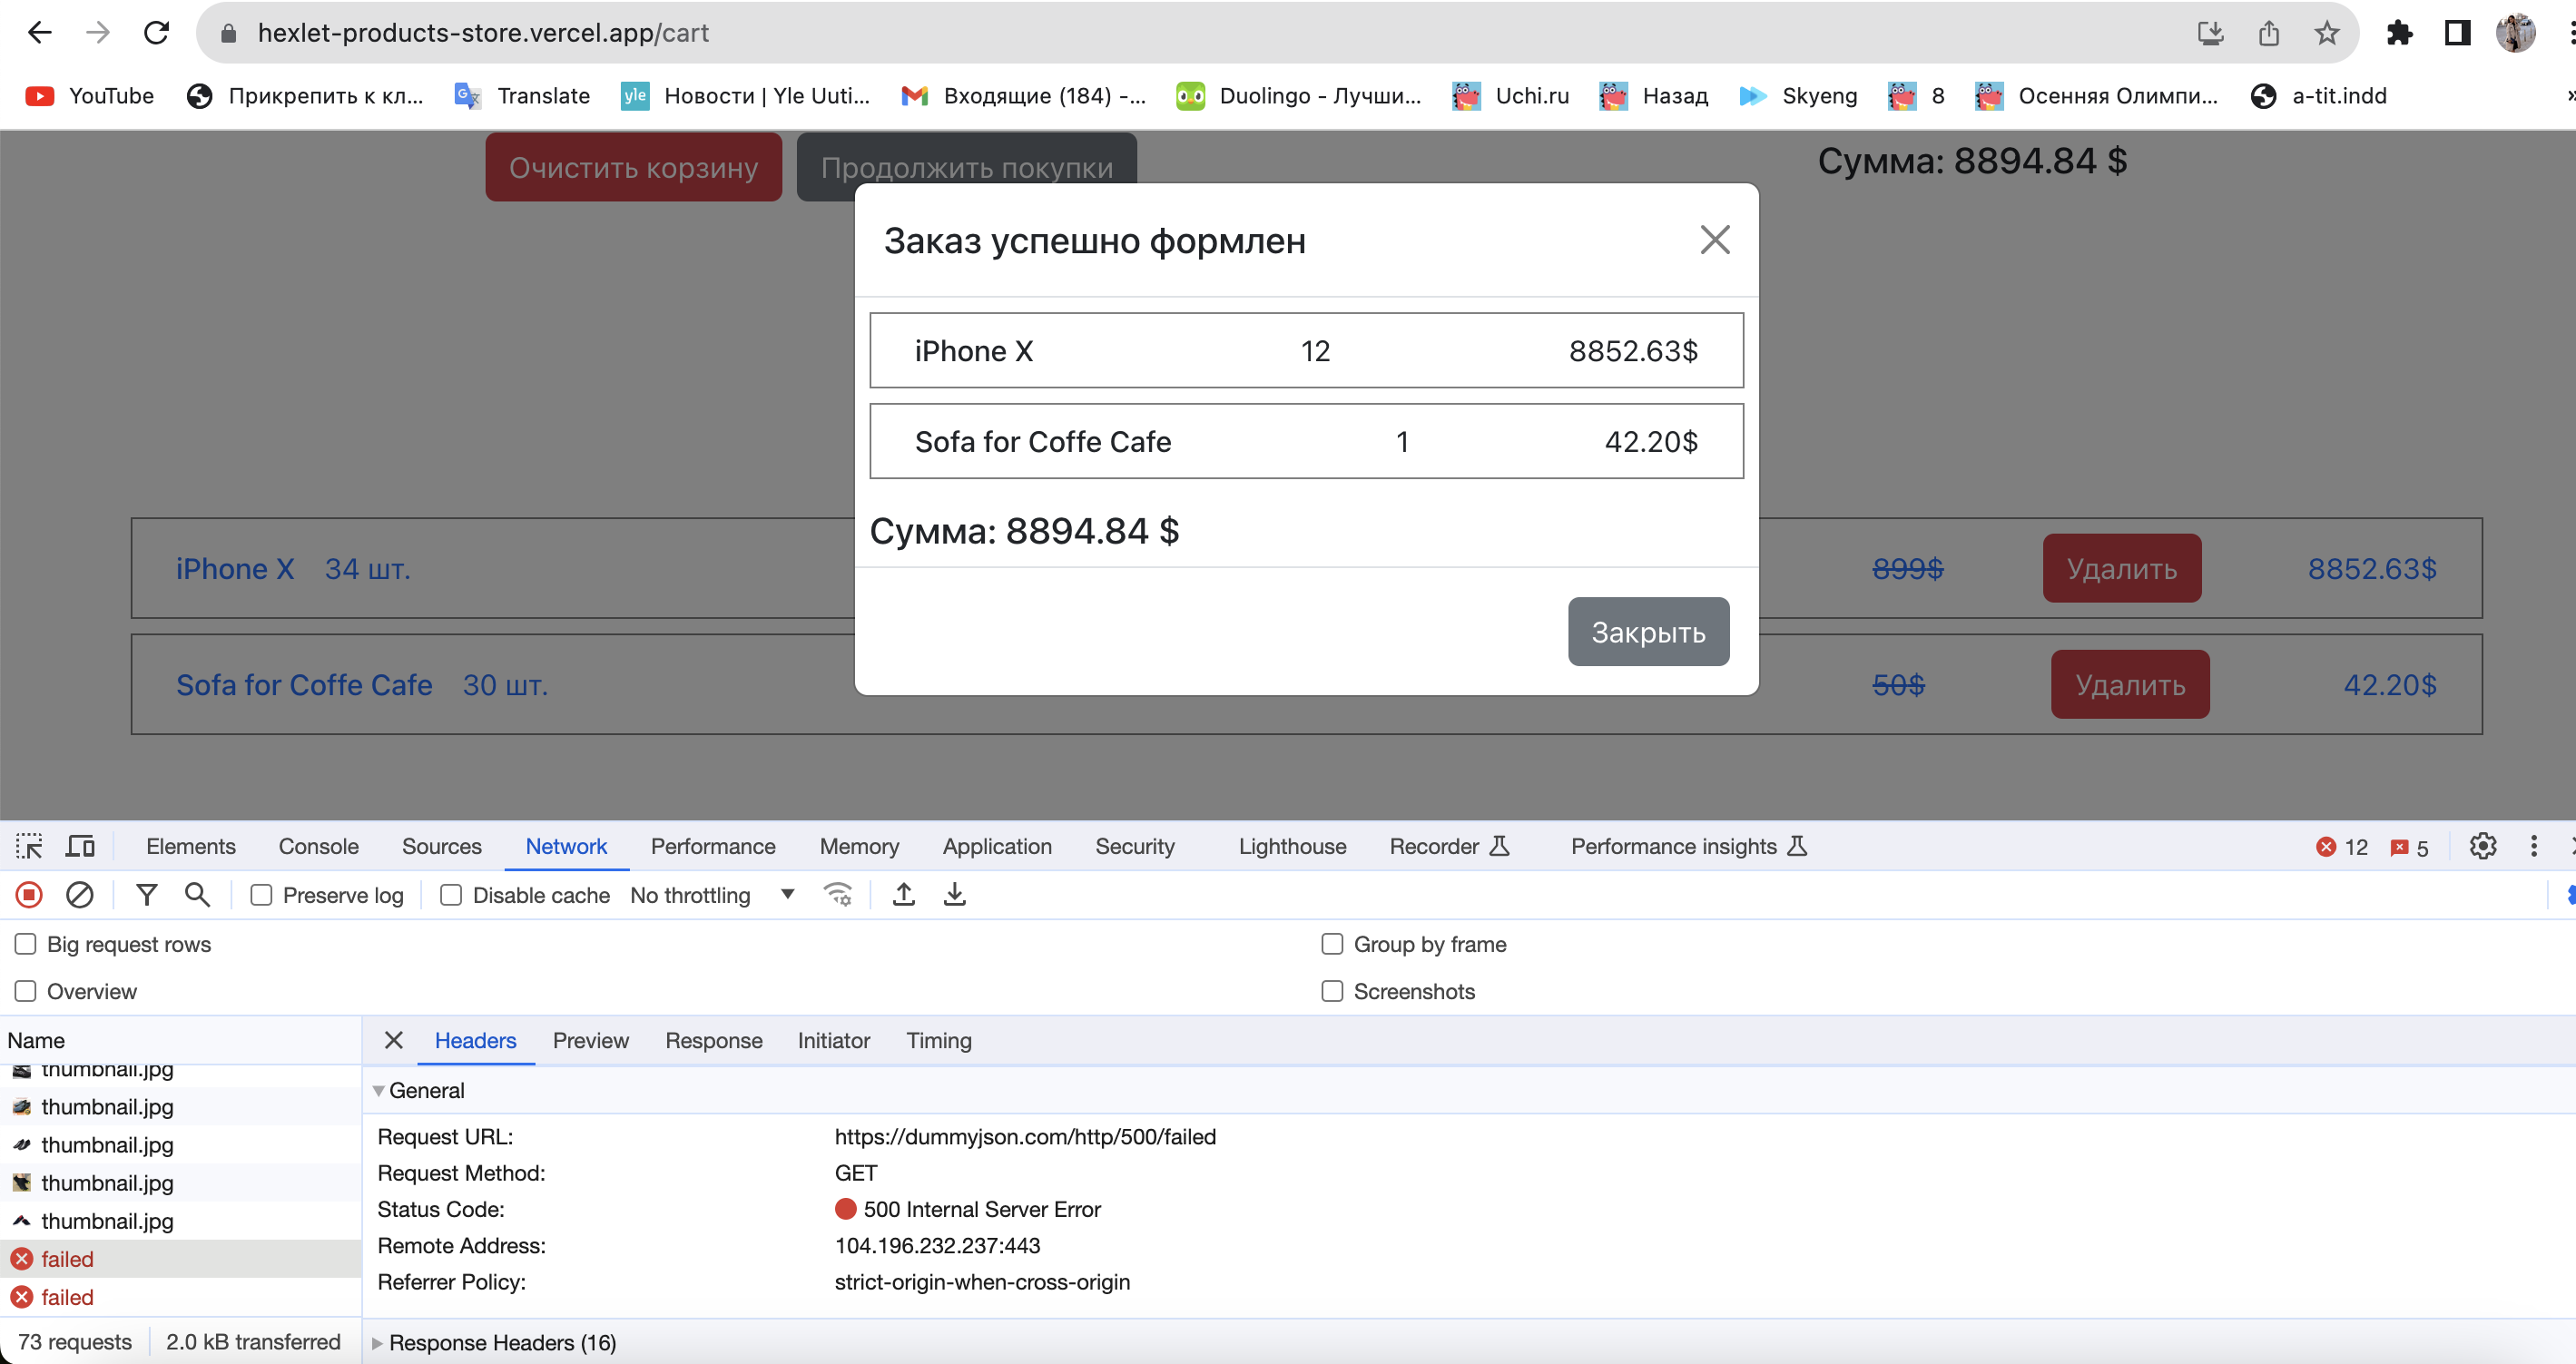 hexlet-products-store.vercel.app/cart
YouTube Прикрепить к кл... Translate yle Новости | Yle Uuti... Входящие (184) -... Duolingo - Лучши... Uchi.ru Назад Skyeng 8 Осенняя Олимпи... a-tit.indd »
Очистить корзину Продолжить покупки Сумма: 8894.84 $
Заказ успешно формлен
iPhone X 12 8852.63$
Sofa for Coffe Cafe 1 42.20$
Сумма: 8894.84 $
Закрыть
iPhone X 34 шт. 899$ Удалить 8852.63$
Sofa for Coffe Cafe 30 шт. 50$ Удалить 42.20$
Elements Console Sources Network Performance Memory Application Security Lighthouse Recorder Performance insights 12 5
Preserve log Disable cache No throttling
Big request rows Group by frame
Overview Screenshots
Name Headers Preview Response Initiator Timing
thumbnail.jpg
thumbnail.jpg
thumbnail.jpg
thumbnail.jpg
thumbnail.jpg
failed
failed
73 requests 2.0 kB transferred
General
Request URL: https://dummyjson.com/http/500/failed
Request Method: GET
Status Code: 500 Internal Server Error
Remote Address: 104.196.232.237:443
Referrer Policy: strict-origin-when-cross-origin
Response Headers (16)